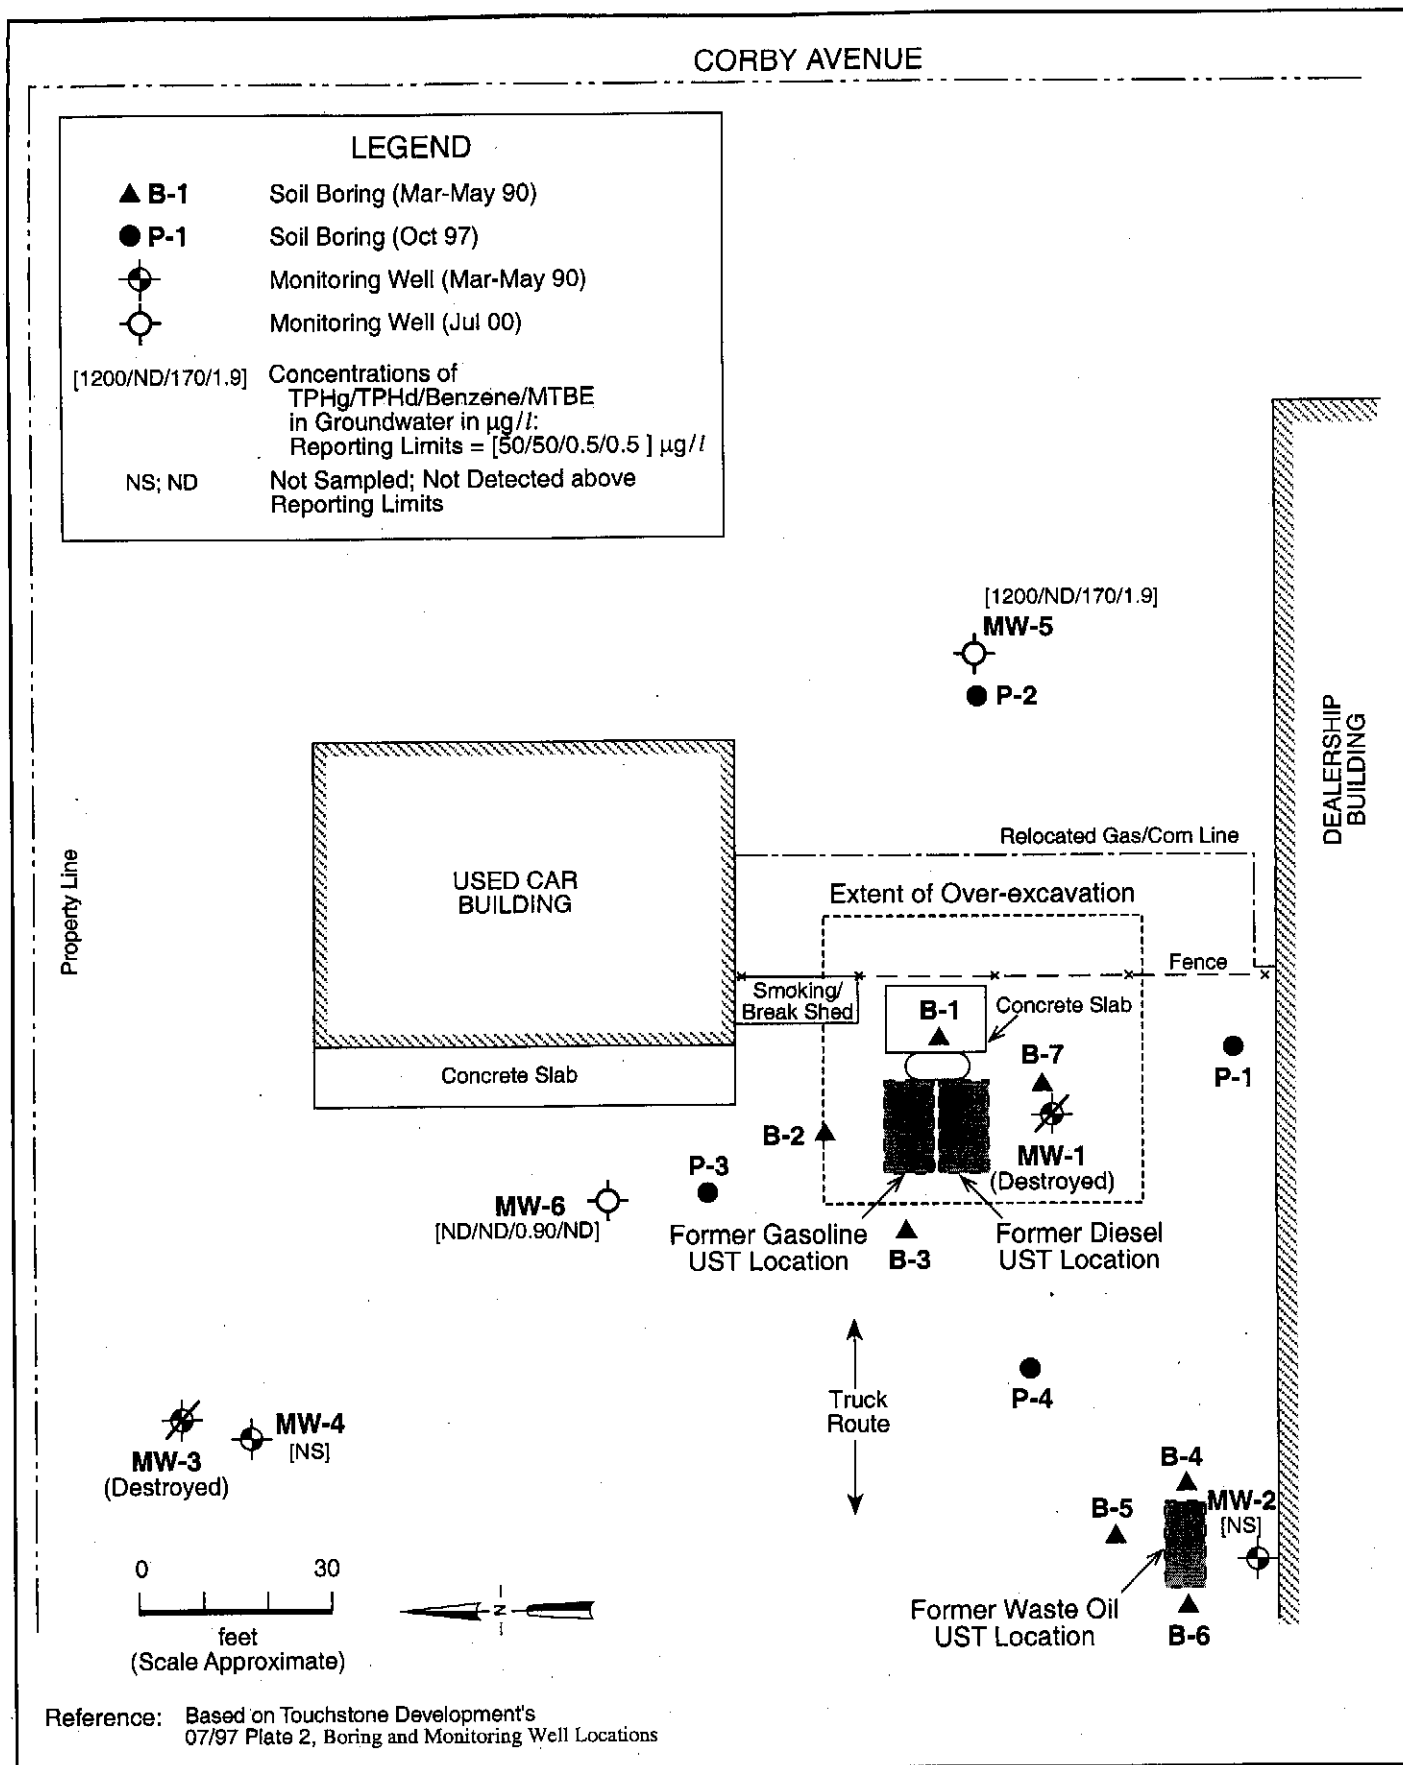 CORBY AVENUE
LEGEND
B-1 Soil Boring (Mar-May 90)
P-1 Soil Boring (Oct 97)
Monitoring Well (Mar-May 90)
Monitoring Well (Jul 00)
[1200/ND/170/1.9] Concentrations of
TPHg/TPHd/Benzene/MTBE
in Groundwater in µg/l:
Reporting Limits = [50/50/0.5/0.5 ] µg/l
NS; ND Not Sampled; Not Detected above
Reporting Limits
[1200/ND/170/1.9]
MW-5
P-2
DEALERSHIP
BUILDING
Property Line
USED CAR
BUILDING
Relocated Gas/Com Line
Extent of Over-excavation
Fence
Smoking/
Break Shed
B-1
Concrete Slab
Concrete Slab
B-7
P-1
B-2
MW-1
(Destroyed)
P-3
MW-6
[ND/ND/0.90/ND]
Former Gasoline
UST Location
B-3
Former Diesel
UST Location
Truck
Route
P-4
MW-3
(Destroyed)
MW-4
[NS]
B-4
B-5
MW-2
[NS]
Former Waste Oil
UST Location
B-6
0 30
feet
(Scale Approximate)
N
Reference: Based on Touchstone Development's
07/97 Plate 2, Boring and Monitoring Well Locations